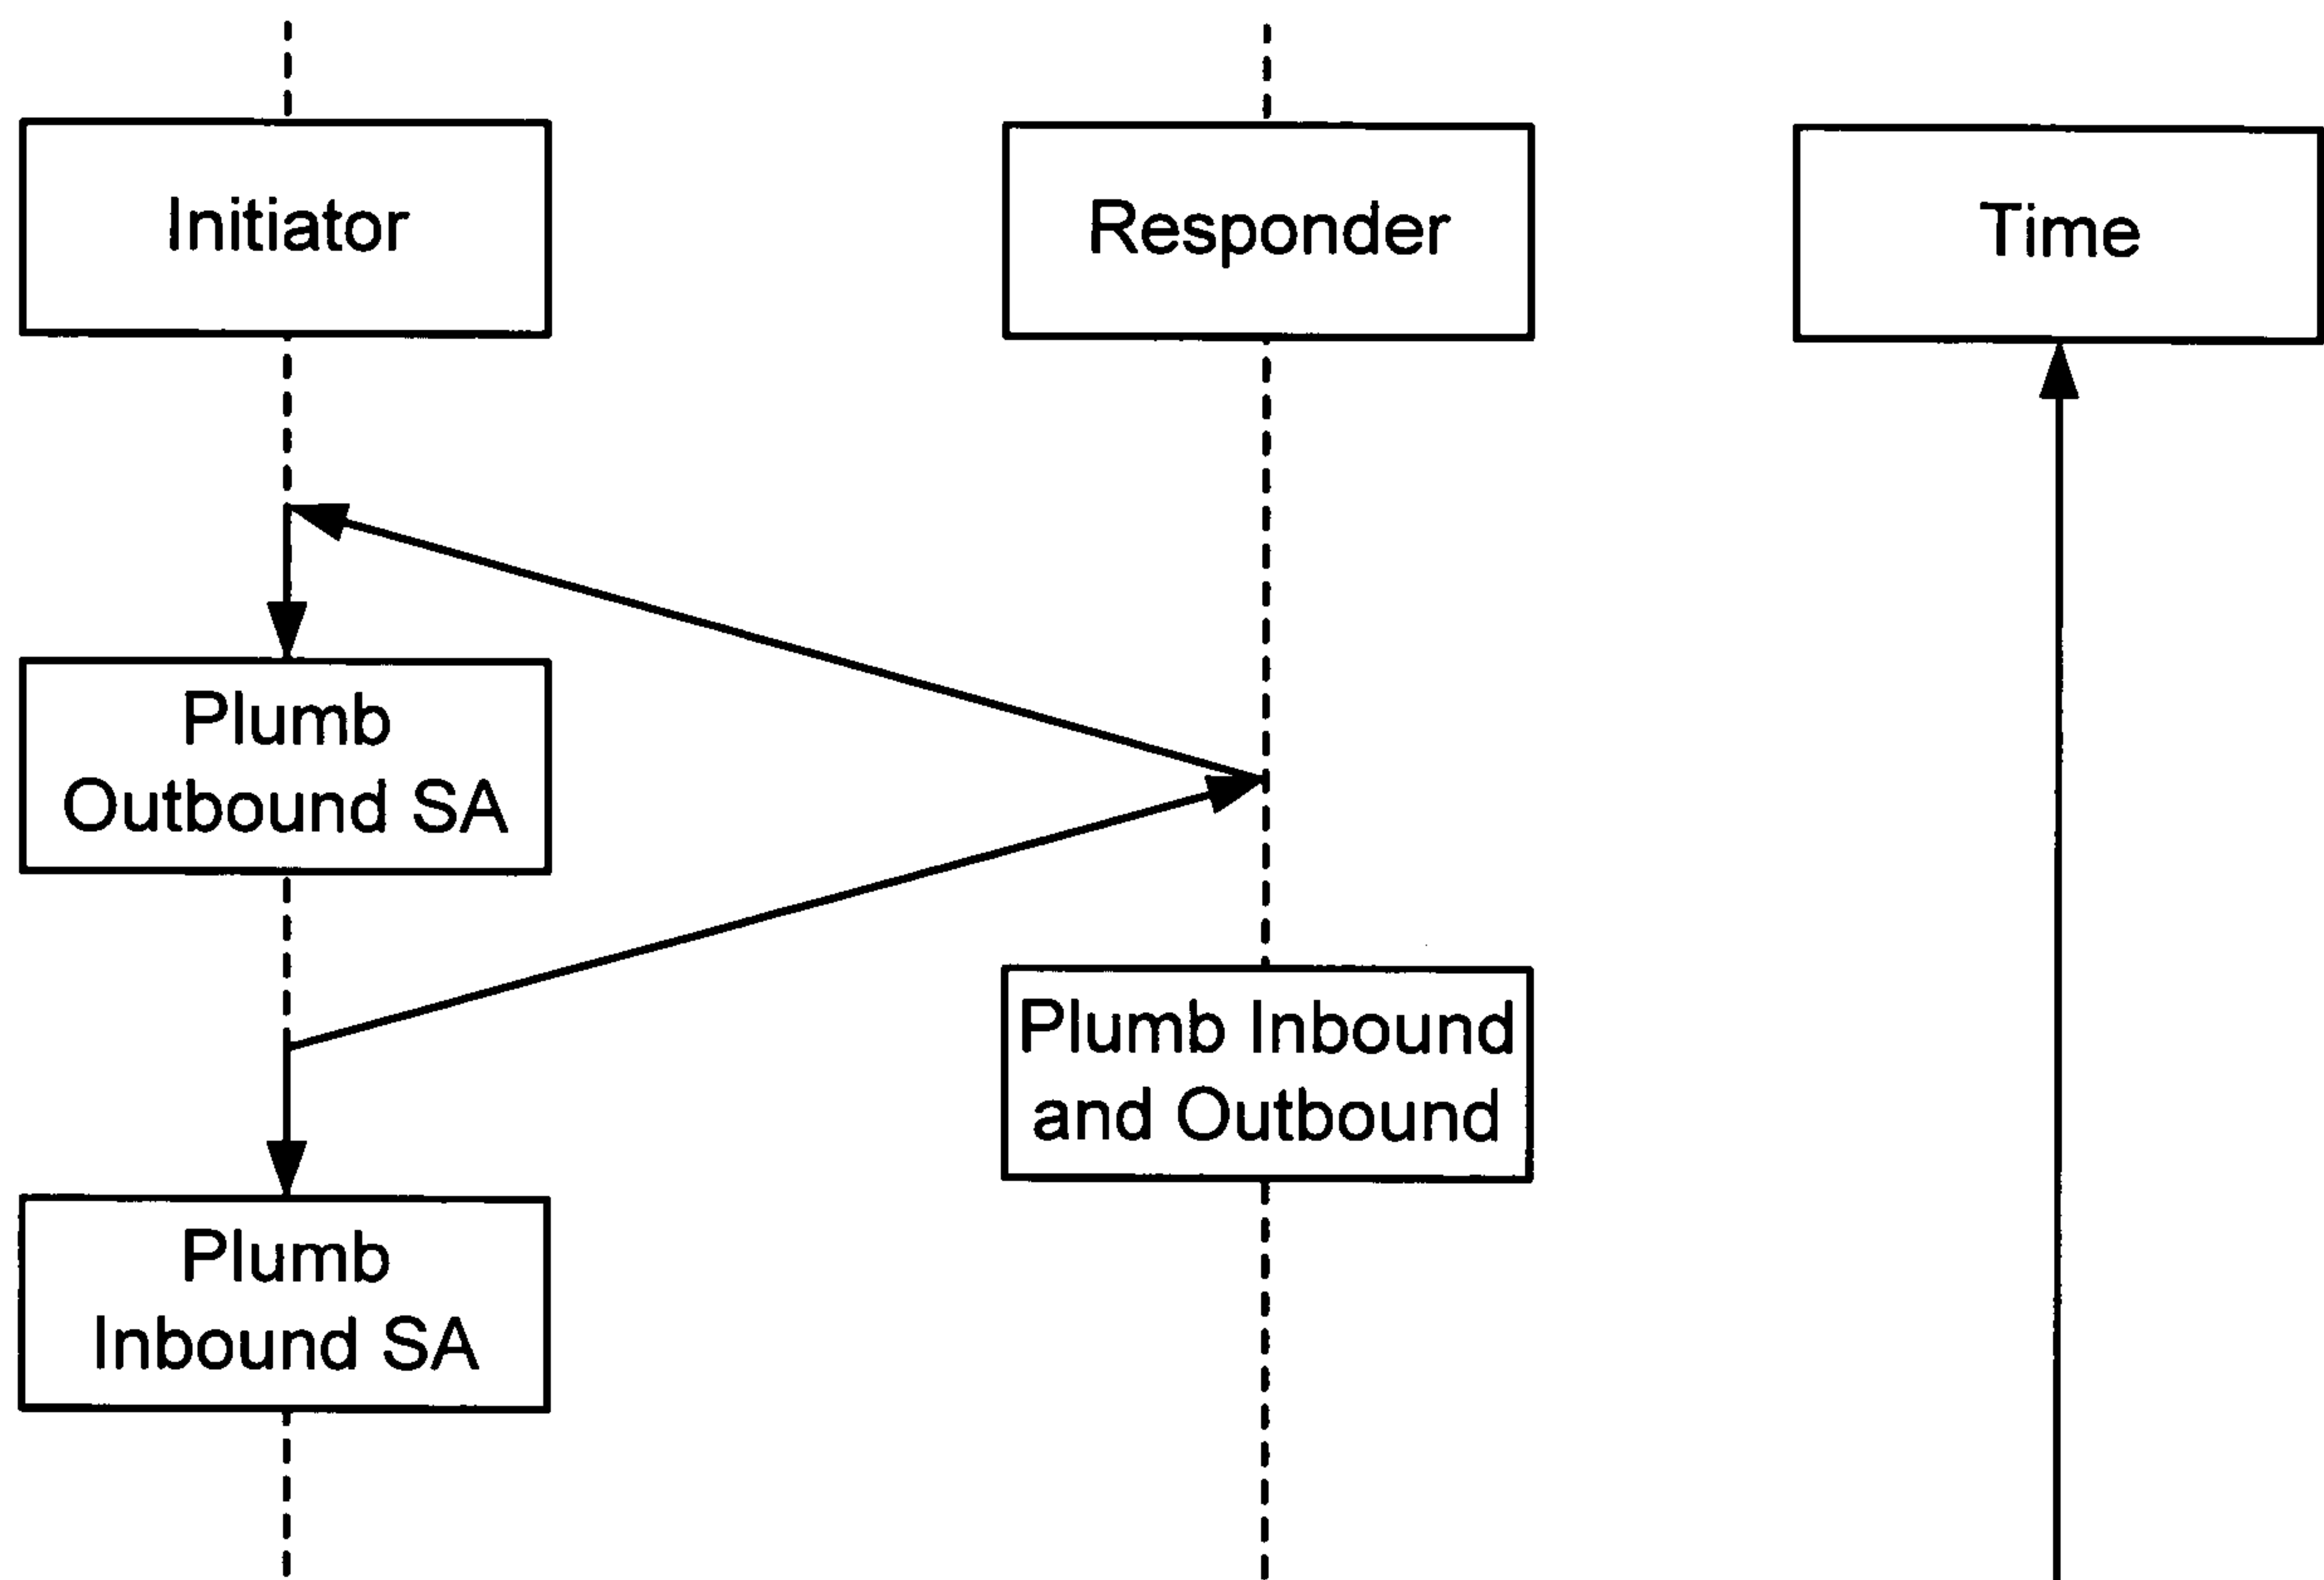 Initiator
Responder
Time
Plumb
Outbound SA
Plumb Inbound
and Outbound
Plumb
Inbound SA